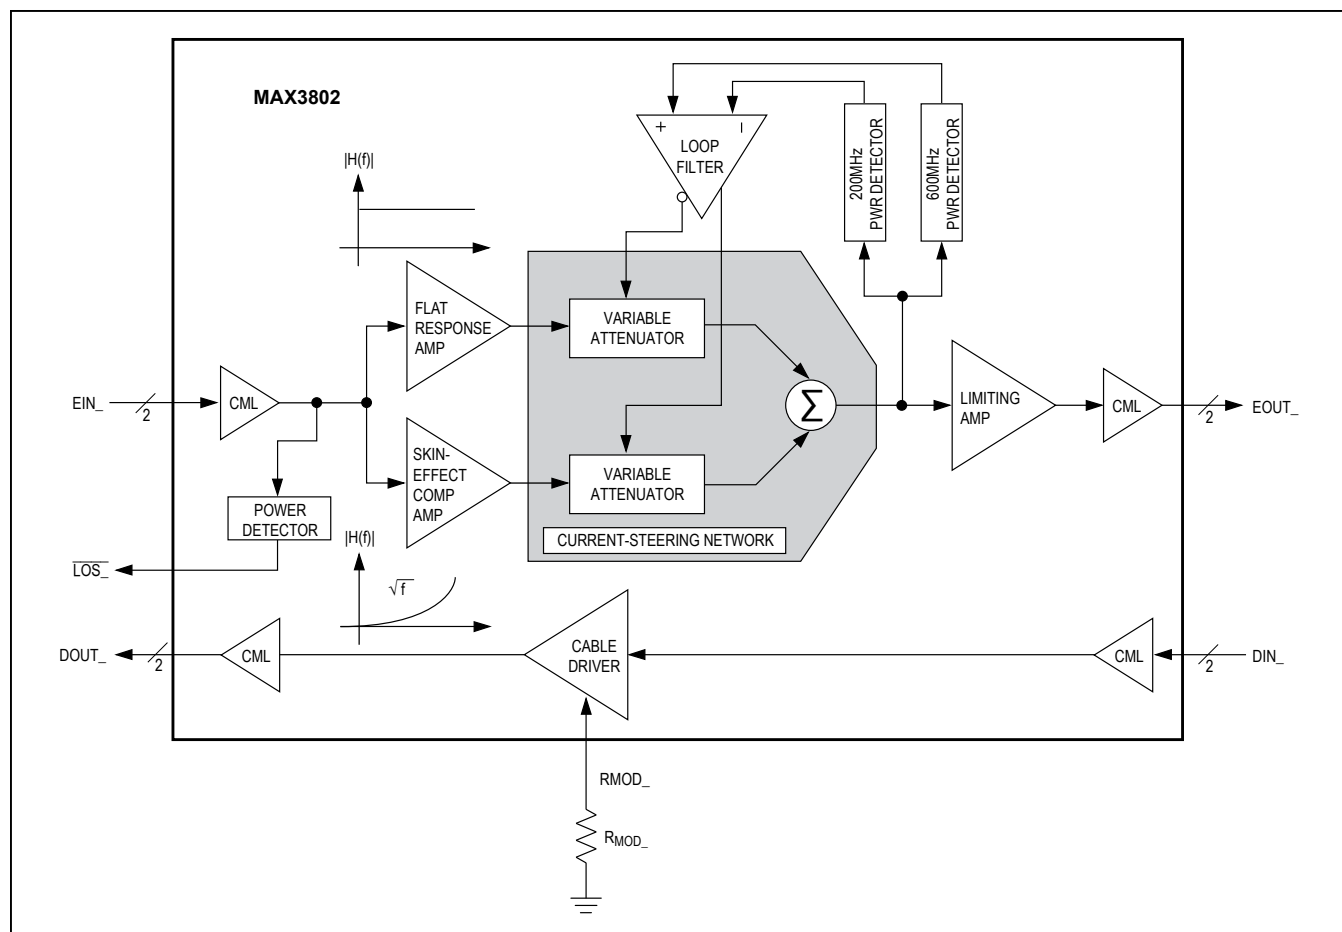 MAX3802
+
–
LOOP
FILTER
200MHz
PWR DETECTOR
600MHz
PWR DETECTOR
|H(f)|
FLAT
RESPONSE
AMP
VARIABLE
ATTENUATOR
EIN_
2
CML
Σ
LIMITING
AMP
CML
2
EOUT_
SKIN-
EFFECT
COMP
AMP
VARIABLE
ATTENUATOR
POWER
DETECTOR
CURRENT-STEERING NETWORK
|H(f)|
LOS_
√f
DOUT_
2
CML
CABLE
DRIVER
CML
2
DIN_
RMOD_
RMOD_